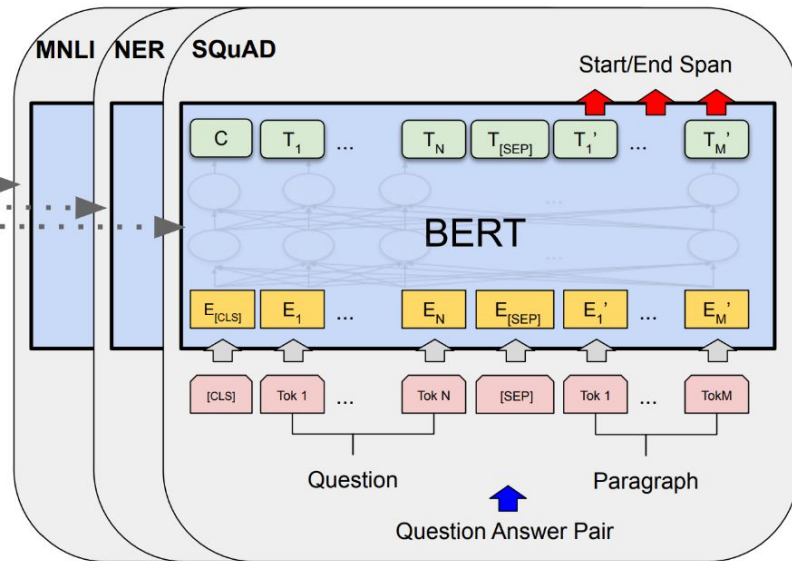 MNLI NER SQuAD
Start/End Span
C T1 ... TN T[SEP] T1' ... TM'
...
BERT
...
E[CLS] E1 ... EN E[SEP] E1' ... EM'
[CLS] Tok 1 ... Tok N [SEP] Tok 1 ... TokM
Question Paragraph
Question Answer Pair